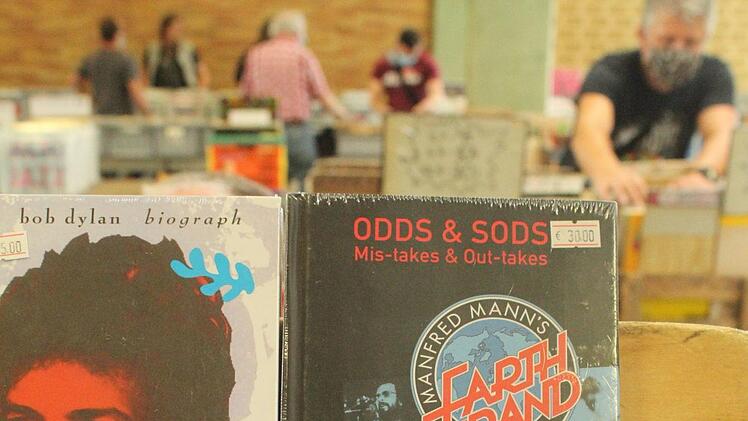 bob dylan biograph
5.00
ODDS & SODS
Mis-takes & Out-takes
€ 30.00
MANFRED MANN'S
EARTH
BAND